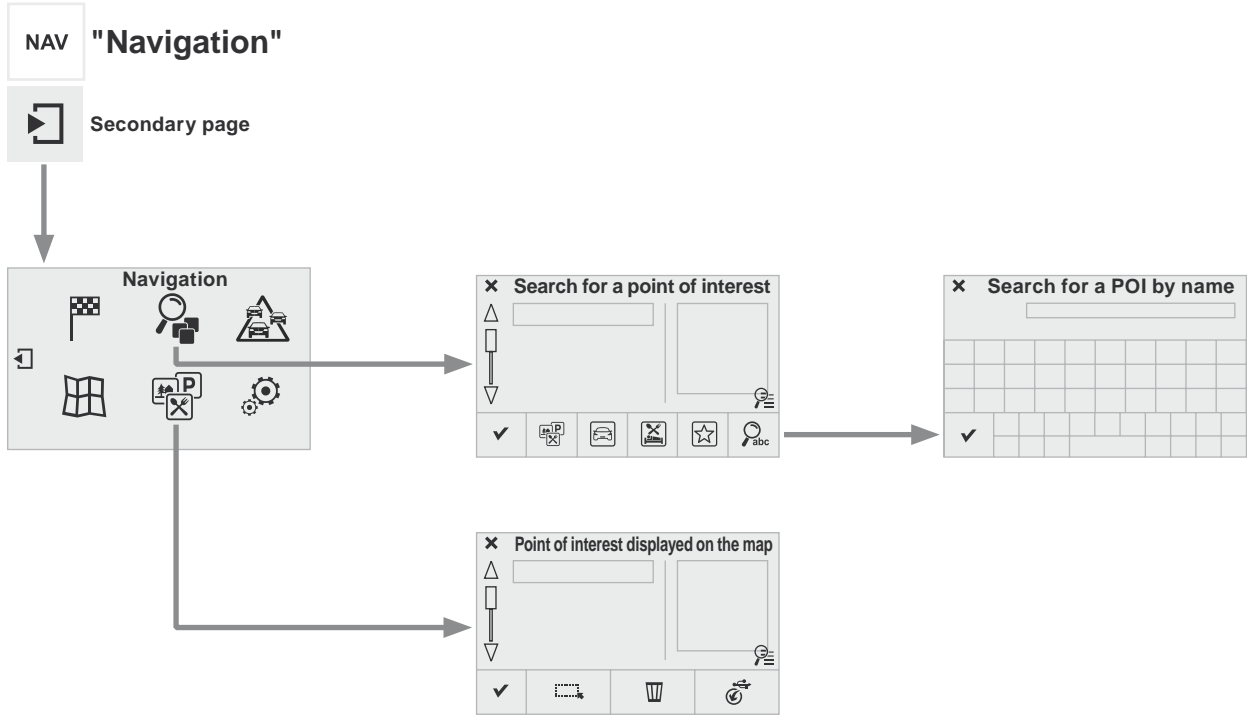 NAV "Navigation"
Secondary page
Navigation
P
Search for a point of interest
P
abc
Search for a POI by name
Point of interest displayed on the map